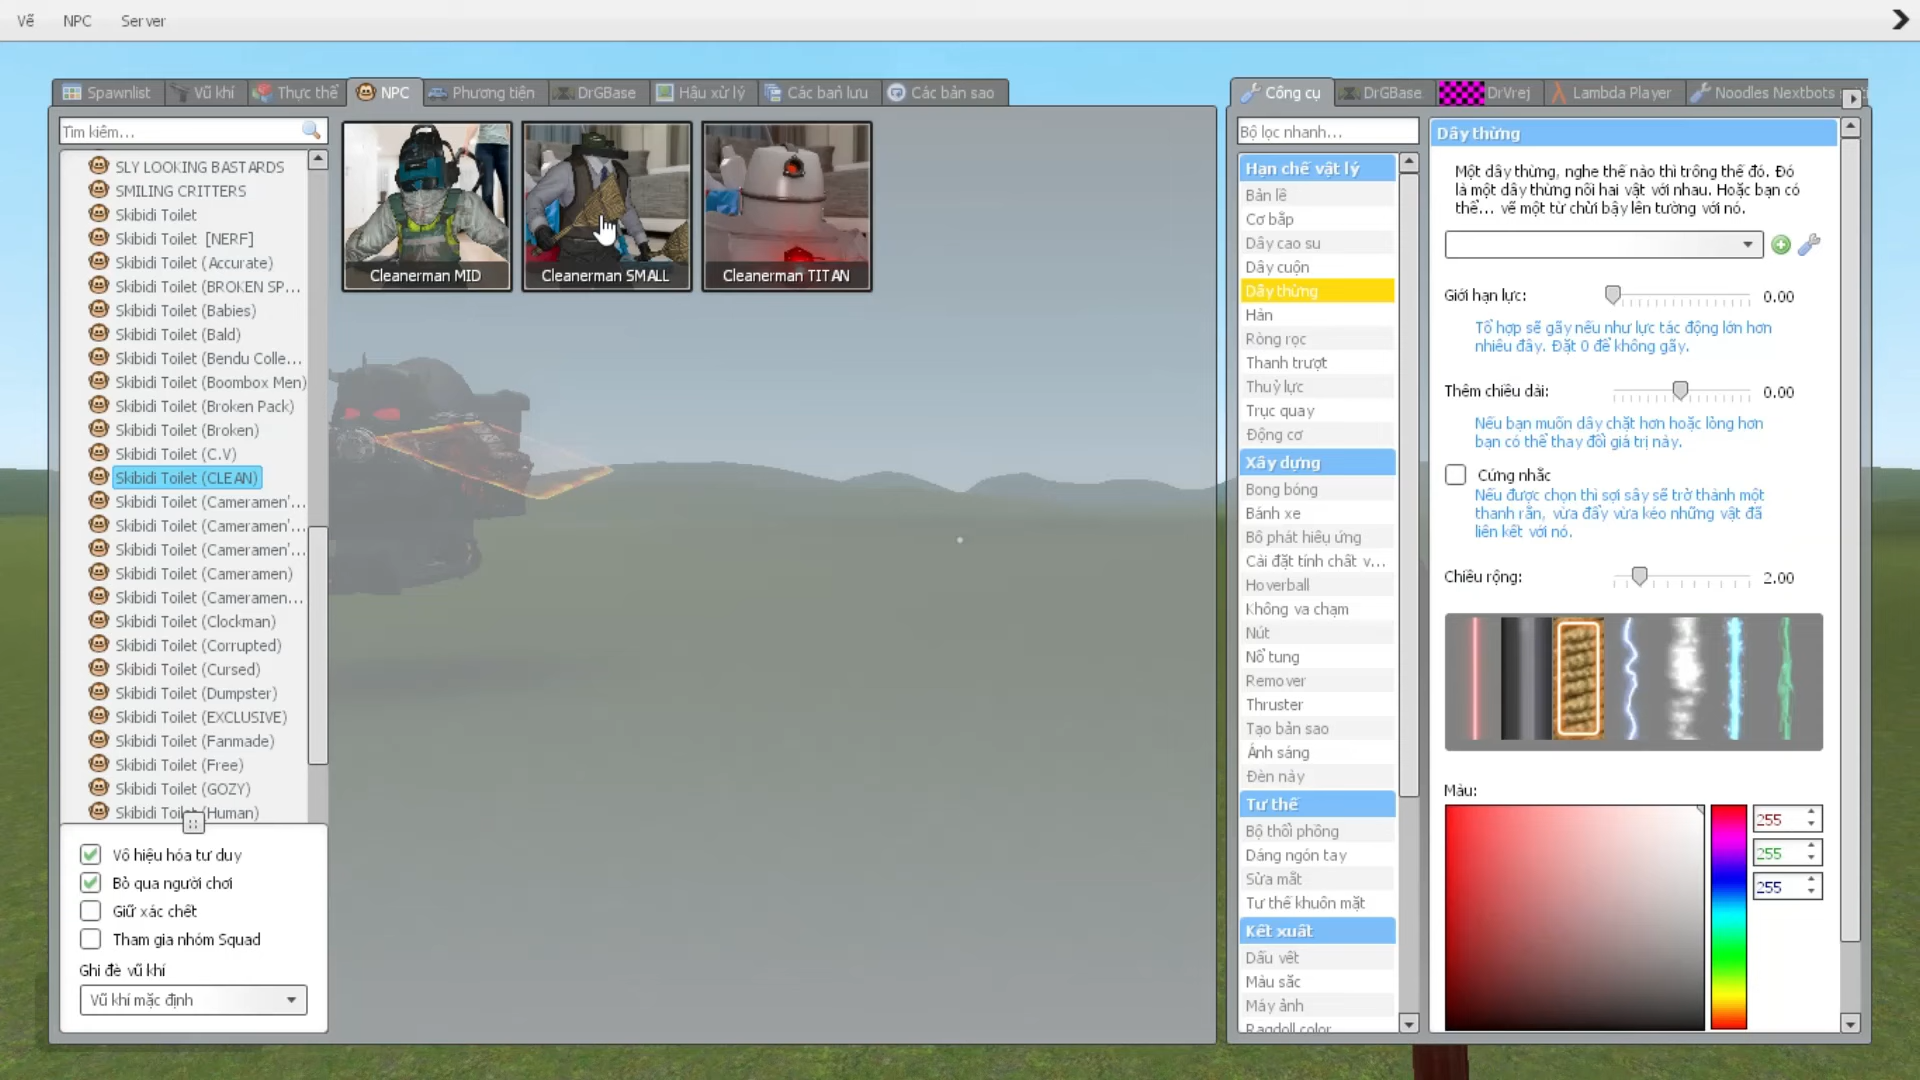 Vẽ
NPC
Server
Spawnlist
Vũ khí
Thực thể
NPC
Phương tiện
DrGBase
Hậu xử lý
Các bản lưu
Các bản sao
Tìm kiếm...
SLY LOOKING BASTARDS
SMILING CRITTERS
Skibidi Toilet
Skibidi Toilet [NERF]
Skibidi Toilet (Accurate)
Skibidi Toilet (BROKEN SP...
Skibidi Toilet (Babies)
Skibidi Toilet (Bald)
Skibidi Toilet (Bendu Colle...
Skibidi Toilet (Boombox Men)
Skibidi Toilet (Broken Pack)
Skibidi Toilet (Broken)
Skibidi Toilet (C.V)
Skibidi Toilet (CLEAN)
Skibidi Toilet (Cameramen'...
Skibidi Toilet (Cameramen'...
Skibidi Toilet (Cameramen'...
Skibidi Toilet (Cameramen)
Skibidi Toilet (Cameramen...
Skibidi Toilet (Clockman)
Skibidi Toilet (Corrupted)
Skibidi Toilet (Cursed)
Skibidi Toilet (Dumpster)
Skibidi Toilet (EXCLUSIVE)
Skibidi Toilet (Fanmade)
Skibidi Toilet (Free)
Skibidi Toilet (GOZY)
Skibidi Toilet (Human)
Vô hiệu hóa tư duy
Bỏ qua người chơi
Giữ xác chết
Tham gia nhóm Squad
Ghi đè vũ khí
Vũ khí mặc định
Cleanerman MID
Cleanerman SMALL
Cleanerman TITAN
Công cụ
DrGBase
DrVrej
Lambda Player
Noodles Nextbots
Bộ lọc nhanh...
Hạn chế vật lý
Bản lề
Cơ bắp
Dây cao su
Dây cuộn
Dây thừng
Hàn
Ròng rọc
Thanh trượt
Thuỷ lực
Trục quay
Động cơ
Xây dựng
Bong bóng
Bánh xe
Bộ phát hiệu ứng
Cài đặt tính chất v...
Hoverball
Không va chạm
Nút
Nổ tung
Remover
Thruster
Tạo bản sao
Ánh sáng
Đèn này
Tư thế
Bộ thổi phồng
Dáng ngón tay
Sửa mắt
Tư thế khuôn mặt
Kết xuất
Dấu vết
Màu sắc
Máy ảnh
Ragdoll color
Dây thừng
Một dây thừng, nghe thế nào thì trông thế đó. Đó
là một dây thừng nối hai vật với nhau. Hoặc bạn có
thể... vẽ một từ chửi bậy lên tường với nó.
Giới hạn lực:
0.00
Tổ hợp sẽ gãy nếu như lực tác động lớn hơn
nhiêu đây. Đặt 0 để không gãy.
Thêm chiều dài:
0.00
Nếu bạn muốn dây chặt hơn hoặc lỏng hơn
bạn có thể thay đổi giá trị này.
Cứng nhắc
Nếu được chọn thì sợi sây sẽ trở thành một
thanh rắn, vừa đẩy vừa kéo những vật đã
liên kết với nó.
Chiều rộng:
2.00
Màu:
255
255
255